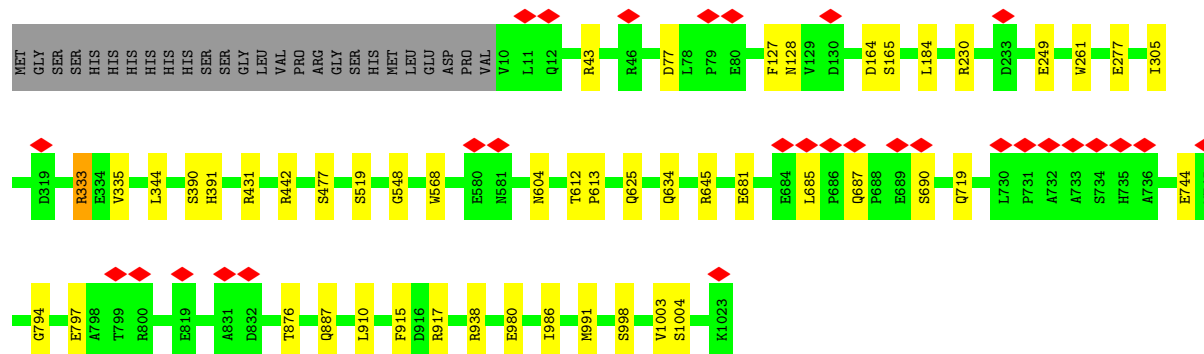 MET GLY SER SER HIS HIS HIS HIS HIS HIS SER SER GLY LEU VAL PRO ARG GLY SER HIS MET LEU GLU ASP PRO VAL V10 L11 Q12 R43 R46 D77 L78 P79 E80 F127 N128 V129 D130 D164 S165 L184 R230 D233 E249 W261 E277 I305
D319 R333 E334 V335 L344 S390 H391 R431 R442 S477 S519 G548 W568 E580 N581 N604 T612 P613 Q625 Q634 R645 E681 E684 L685 P686 Q687 P688 E689 S690 Q719 L730 P731 A732 A733 S734 H735 A736 E744
G794 E797 A798 T799 R800 E819 A831 D832 T876 Q887 L910 F915 D916 R917 R938 E980 I986 M991 S998 V1003 S1004 K1023